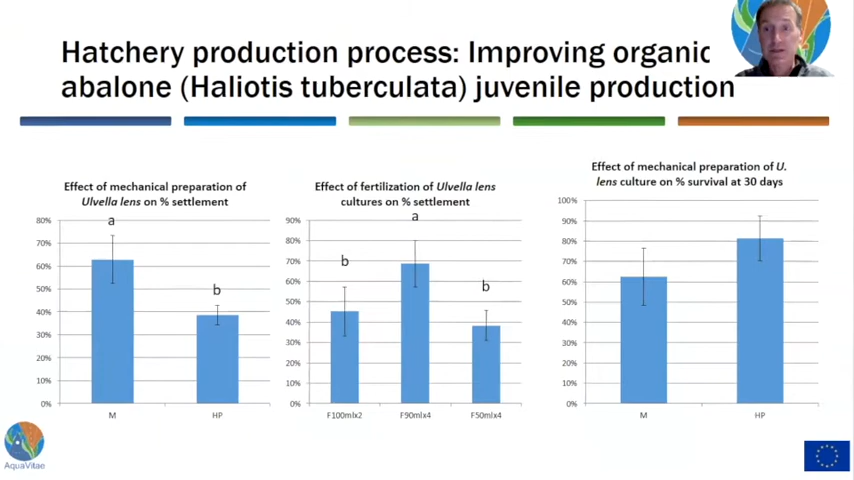 Hatchery production process: Improving organic
abalone (Haliotis tuberculata) juvenile production
Effect of mechanical preparation of
Ulvella lens on % settlement
80%
70%
60%
50%
40%
30%
20%
10%
0%
a
b
M
HP
Effect of fertilization of Ulvella lens
cultures on % settlement
90%
80%
70%
60%
50%
40%
30%
20%
10%
0%
b
a
b
F100mlx2
F90mlx4
F50mlx4
Effect of mechanical preparation of U.
lens culture on % survival at 30 days
100%
90%
80%
70%
60%
50%
40%
30%
20%
10%
0%
M
HP
AquaVitae